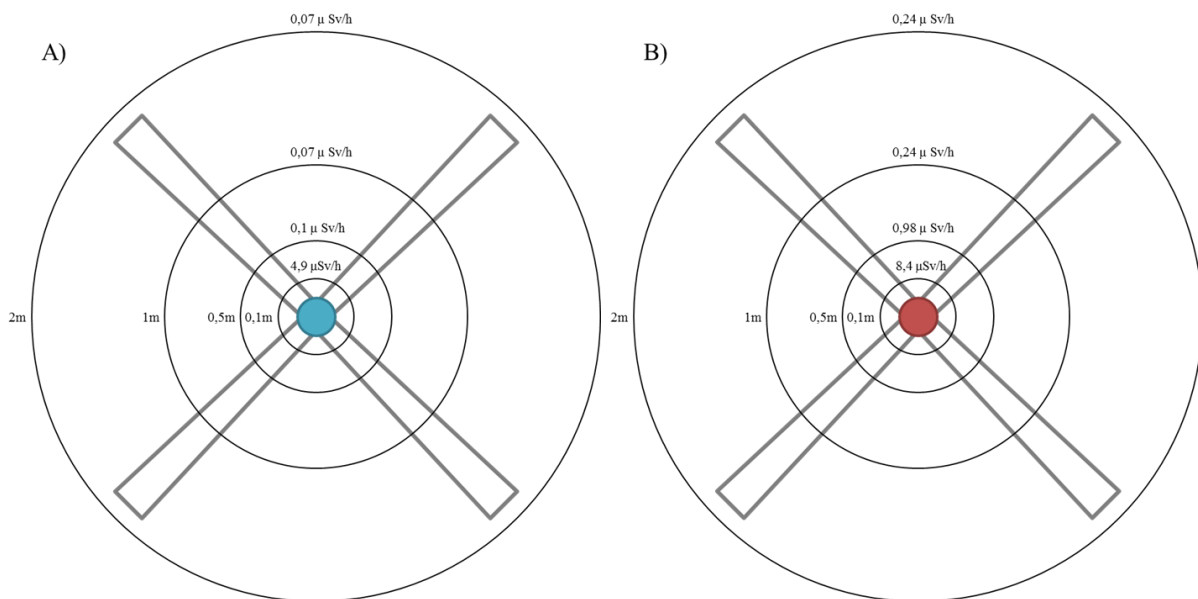 0,07 μ Sv/h
0,24 μ Sv/h
A)
B)
0,07 μ Sv/h
0,24 μ Sv/h
0,1 μ Sv/h
0,98 μ Sv/h
4,9 μSv/h
8,4 μSv/h
2m
1m
0,5m
0,1m
2m
1m
0,5m
0,1m